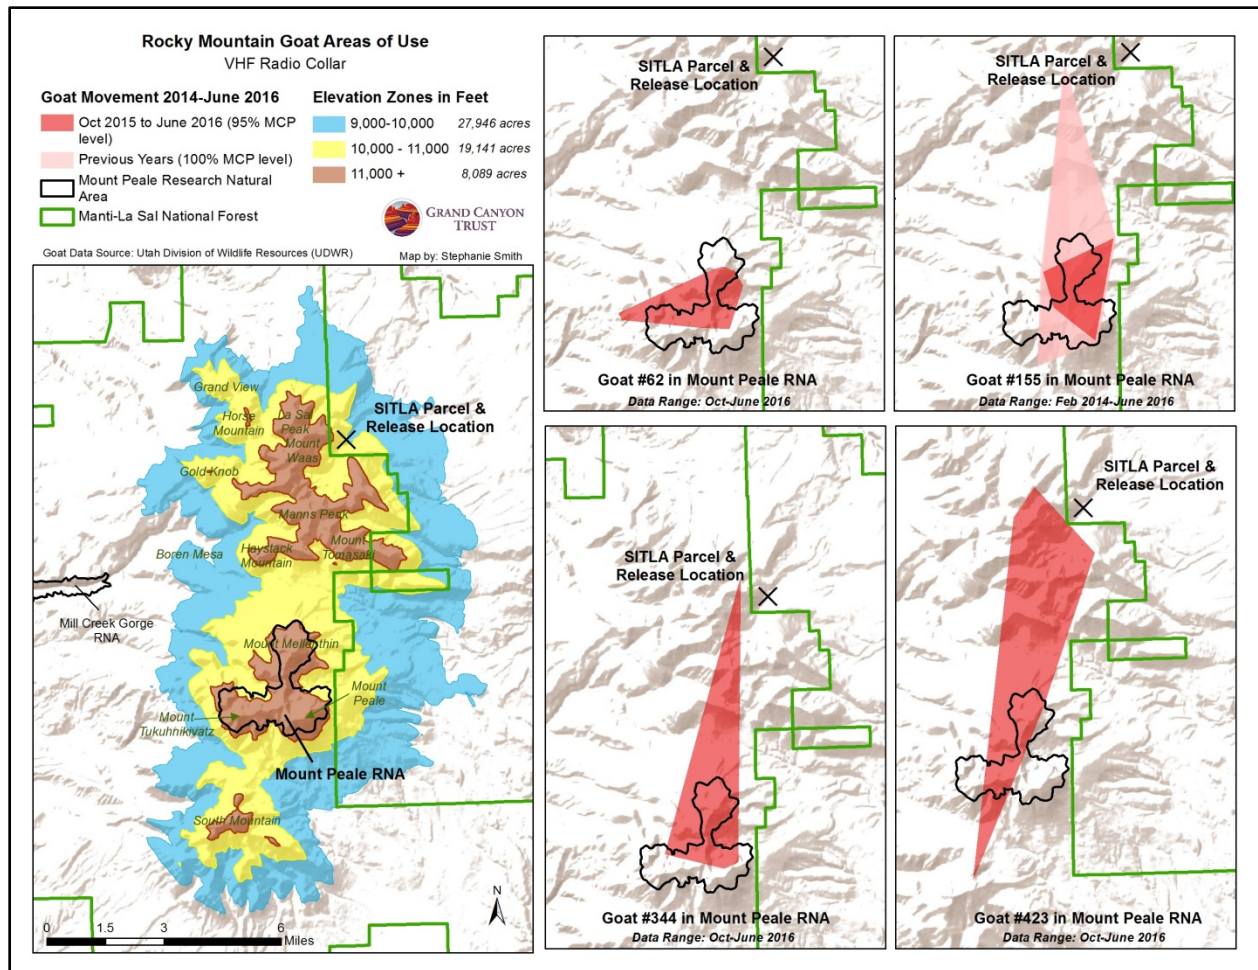 Rocky Mountain Goat Areas of Use
VHF Radio Collar
Goat Movement 2014-June 2016
Oct 2015 to June 2016 (95% MCP
level)
Previous Years (100% MCP level)
Mount Peale Research Natural
Area
Manti-La Sal National Forest
Elevation Zones in Feet
9,000-10,000 27,946 acres
10,000 - 11,000 19,141 acres
11,000 + 8,089 acres
GRAND CANYON
TRUST
Goat Data Source: Utah Division of Wildlife Resources (UDWR)
Map by: Stephanie Smith
Grand View
Horse
Mountain
La Sal
Peak
Mount
Waas
SITLA Parcel &
Release Location
Gold Knob
Manns Peak
Boren Mesa
Haystack
Mountain
Mount
Tomasaki
Mill Creek Gorge
RNA
Mount Mellenthin
Mount
Peale
Mount
Tukuhnikivatz
Mount Peale RNA
South Mountain
N
0 1.5 3 6
Miles
SITLA Parcel &
Release Location
Goat #62 in Mount Peale RNA
Data Range: Oct-June 2016
SITLA Parcel &
Release Location
Goat #155 in Mount Peale RNA
Data Range: Feb 2014-June 2016
SITLA Parcel &
Release Location
Goat #344 in Mount Peale RNA
Data Range: Oct-June 2016
SITLA Parcel &
Release Location
Goat #423 in Mount Peale RNA
Data Range: Oct-June 2016